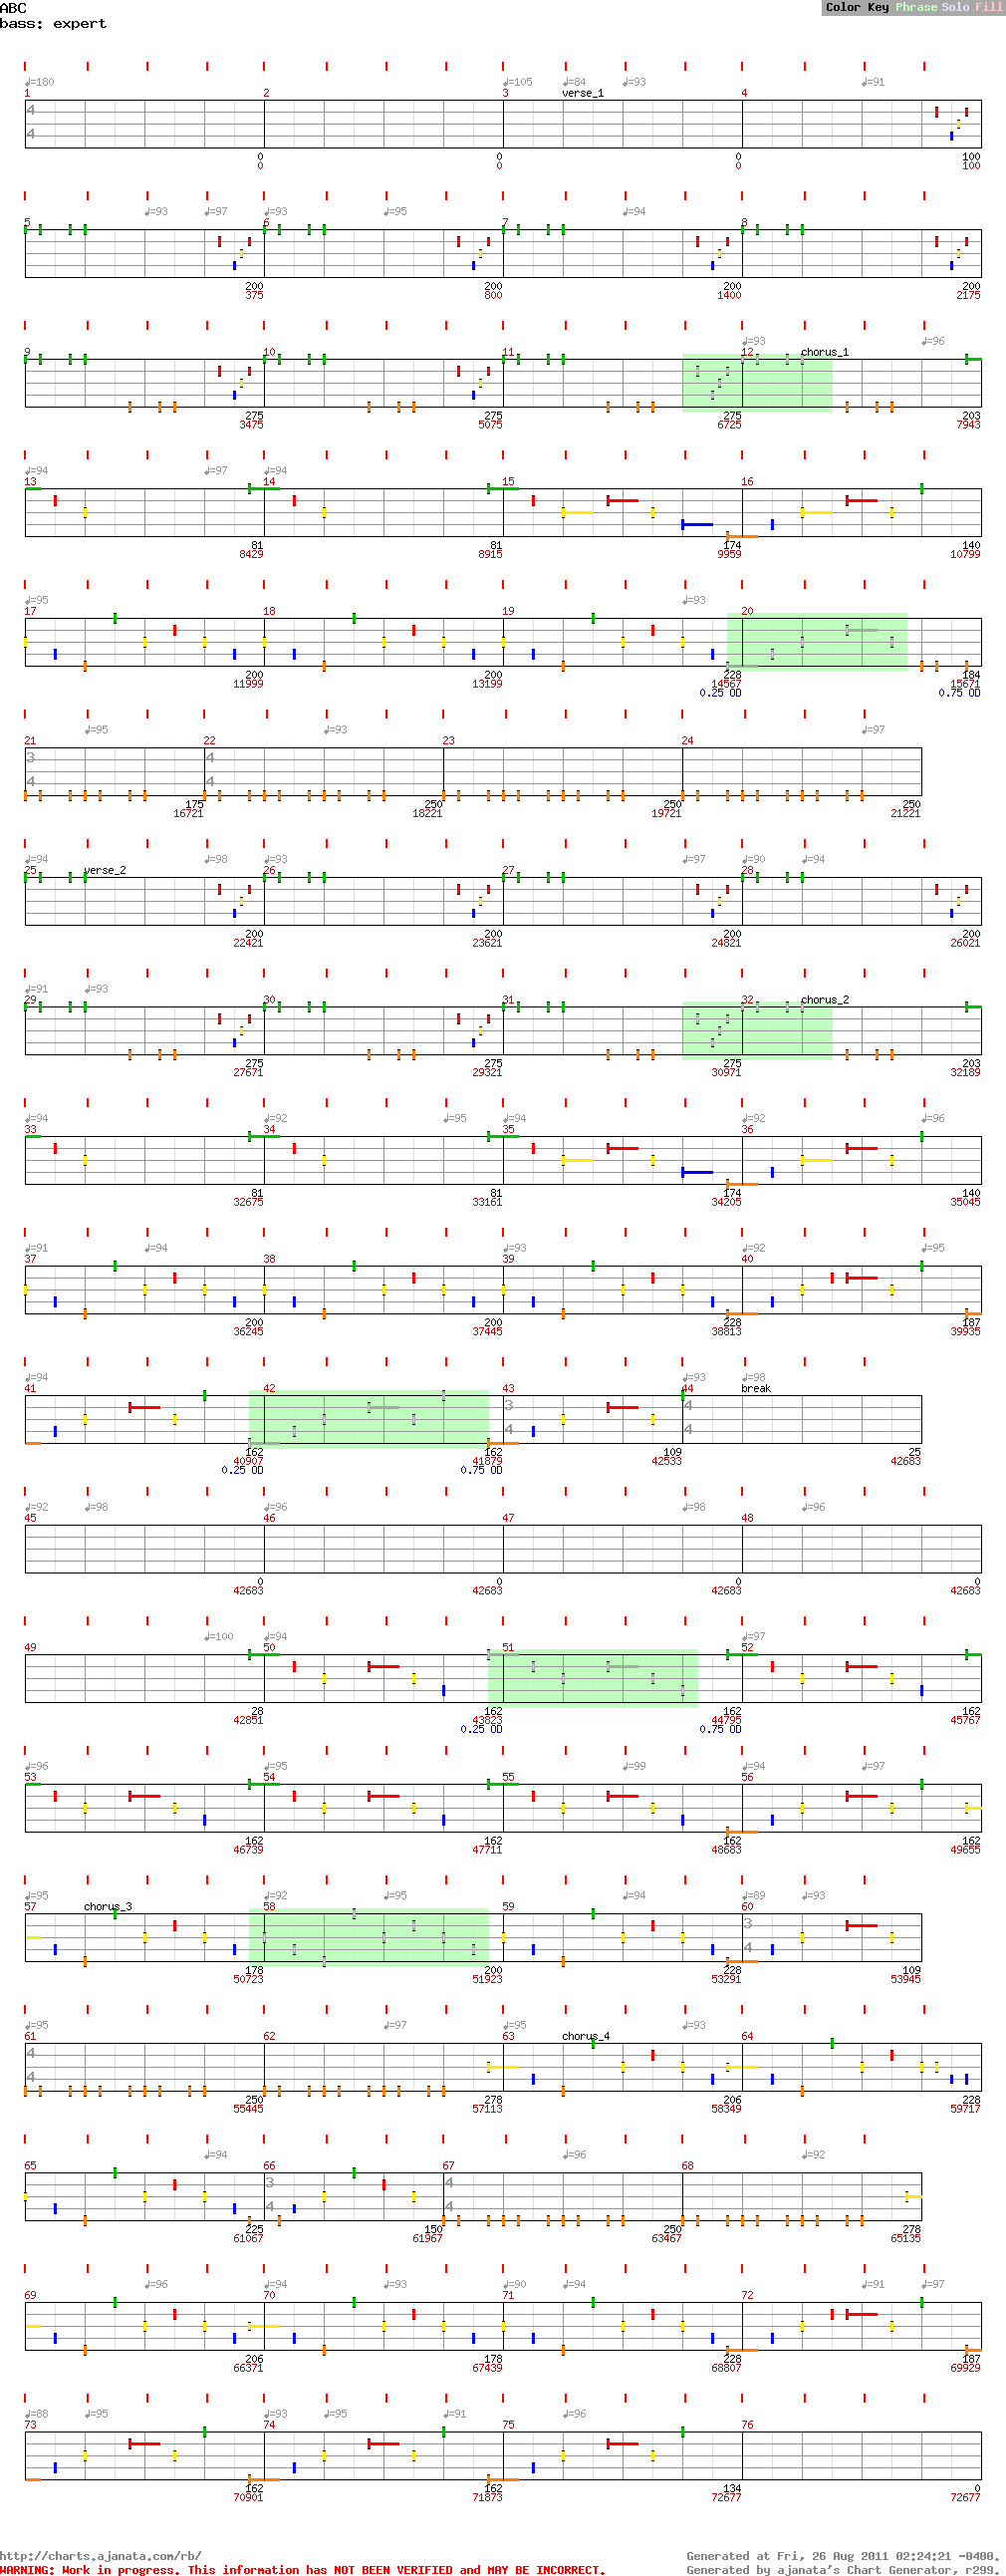 ABC
bass: expert
Color Key Phrase Solo Fill
♩=180 ♩=105 ♩=84 ♩=93 ♩=91
1 2 3 verse_1 4
4
4
0 0 0 100
0 0 0 100
♩=93 ♩=97 ♩=93 ♩=95 ♩=94
5 6 7 8
200 200 200 200
375 800 1400 2175
♩=93 ♩=96
9 10 11 12 chorus_1
275 275 275 203
3475 5075 6725 7943
♩=94 ♩=97 ♩=94
13 14 15 16
81 81 174 140
8429 8915 9959 10799
♩=95 ♩=93
17 18 19 20
200 200 228 184
11999 13199 14567 15671
0.25 OD 0.75 OD
♩=95 ♩=93 ♩=97
21 22 23 24
3 4
4 4
175 250 250 250
16721 18221 19721 21221
♩=94 ♩=98 ♩=93 ♩=97 ♩=90 ♩=94
25 verse_2 26 27 28
200 200 200 200
22421 23621 24821 26021
♩=91 ♩=93
29 30 31 32 chorus_2
275 275 275 203
27671 29321 30971 32189
♩=94 ♩=92 ♩=95 ♩=94 ♩=92 ♩=96
33 34 35 36
81 81 174 140
32675 33161 34205 35045
♩=91 ♩=94 ♩=93 ♩=92 ♩=95
37 38 39 40
200 200 228 187
36245 37445 38813 39935
♩=94 ♩=93 ♩=98
41 42 43 44 break
3 4
4 4
162 162 109 25
40907 41879 42533 42683
0.25 OD 0.75 OD
♩=92 ♩=98 ♩=96 ♩=98 ♩=96
45 46 47 48
0 0 0 0
42683 42683 42683 42683
♩=100 ♩=94 ♩=97
49 50 51 52
28 162 162 162
42851 43823 44795 45767
0.25 OD 0.75 OD
♩=96 ♩=95 ♩=99 ♩=94 ♩=97
53 54 55 56
162 162 162 162
46739 47711 48683 49655
♩=95 ♩=92 ♩=95 ♩=94 ♩=89 ♩=93
57 chorus_3 58 59 60
3
4
178 200 228 109
50723 51923 53291 53945
♩=95 ♩=97 ♩=95 ♩=93
61 62 63 chorus_4 64
4
4
250 278 206 228
55445 57113 58349 59717
♩=94 ♩=96 ♩=92
65 66 67 68
3 4
4 4
225 150 250 278
61067 61967 63467 65135
♩=96 ♩=94 ♩=93 ♩=90 ♩=94 ♩=91 ♩=97
69 70 71 72
206 178 228 187
66371 67439 68807 69929
♩=88 ♩=95 ♩=93 ♩=95 ♩=91 ♩=96
73 74 75 76
162 162 134 0
70901 71873 72677 72677
http://charts.ajanata.com/rb/
Generated at Fri, 26 Aug 2011 02:24:21 -0400.
WARNING: Work in progress. This information has NOT BEEN VERIFIED and MAY BE INCORRECT.
Generated by ajanata's Chart Generator, r299.